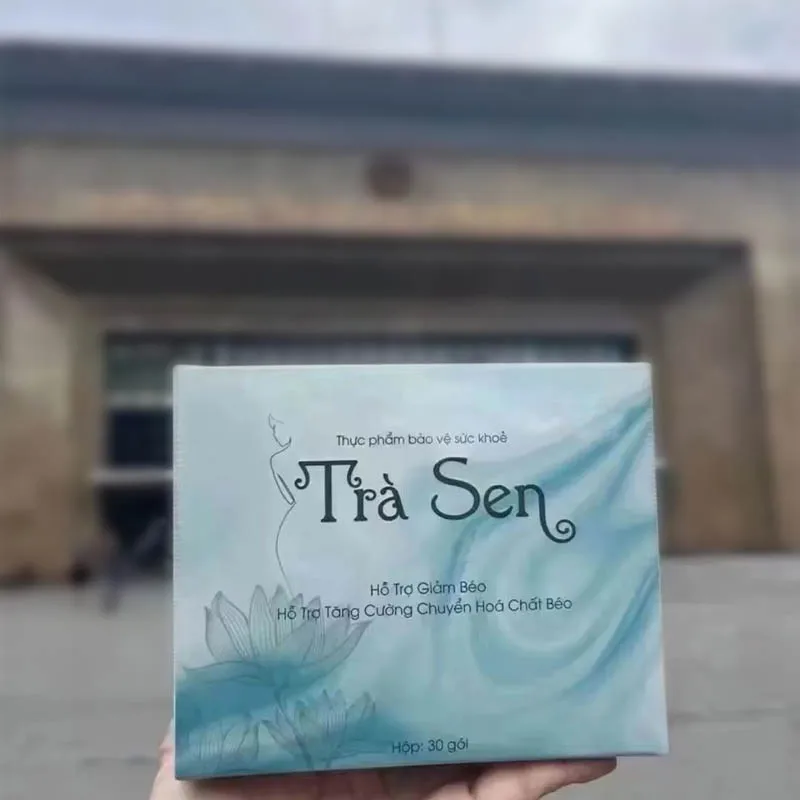 Thực phẩm bảo vệ sức khoẻ
Trà Sen
Hỗ Trợ Giảm Béo
Hỗ Trợ Tăng Cường Chuyển Hoá Chất Béo
Hộp: 30 gói